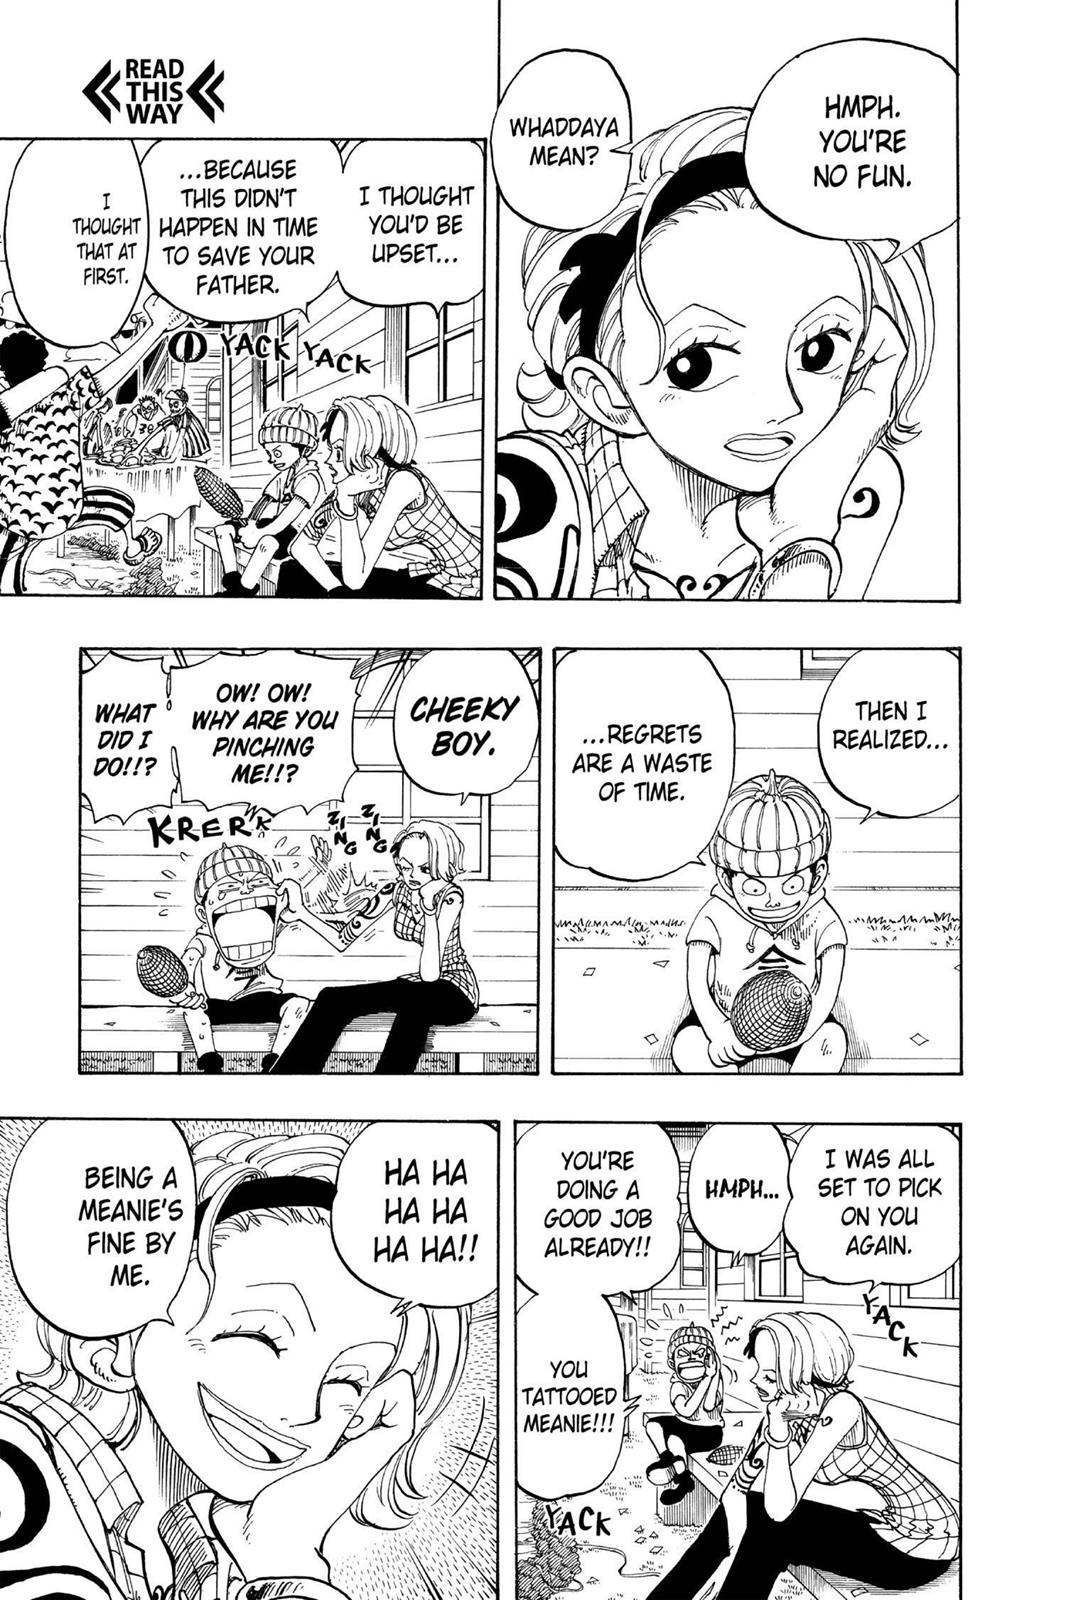 READ
THIS
WAY
HMPH.
YOU'RE
NO FUN.
WHADDAYA
MEAN?
I THOUGHT
YOU'D BE
UPSET...
...BECAUSE
THIS DIDN'T
HAPPEN IN TIME
TO SAVE YOUR
FATHER.
I
THOUGHT
THAT AT
FIRST.
YACK YACK
THEN I
REALIZED...
...REGRETS
ARE A WASTE
OF TIME.
CHEEKY
BOY.
OW! OW!
WHY ARE YOU
PINCHING
ME!!?
WHAT
DID I
DO!!?
KRERK
ZING
ZING
I WAS ALL
SET TO PICK
ON YOU
AGAIN.
HMPH...
YOU'RE
DOING A
GOOD JOB
ALREADY!!
YOU
TATTOOED
MEANIE!!!
YACK
YACK
HA HA
HA HA
HA HA!!
BEING A
MEANIE'S
FINE BY
ME.